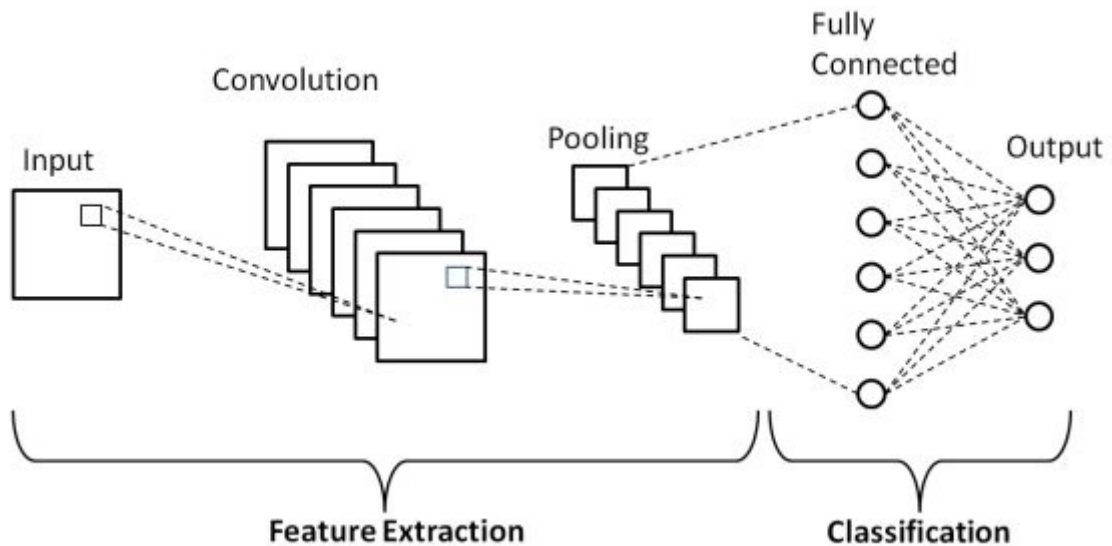 Input
Convolution
Pooling
Fully
Connected
Output
Feature Extraction
Classification